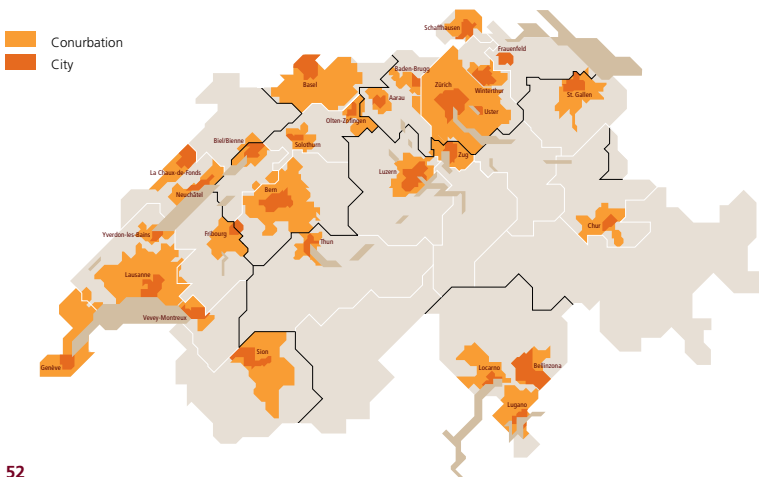 Conurbation
City
Schaffhausen
Frauenfeld
Baden-Brugg
Basel
Zürich
Winterthur
St. Gallen
Aarau
Uster
Olten-Zofingen
Biel/Bienne
Solothurn
Zug
La Chaux-de-Fonds
Luzern
Neuchâtel
Bern
Chur
Yverdon-les-Bains
Fribourg
Thun
Lausanne
Vevey-Montreux
Sion
Genève
Locarno
Bellinzona
Lugano
52